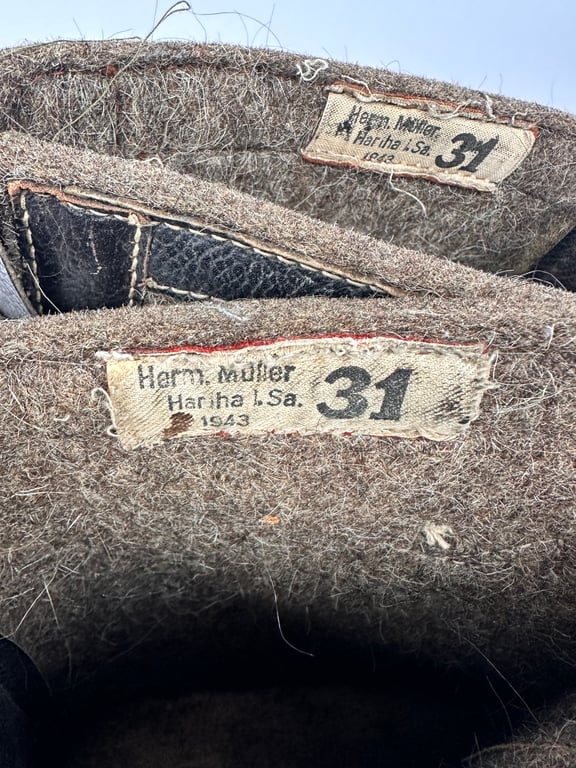 Herm. Müller
Hartha i. Sa. 31
1943
Herm. Müller
Hartha i. Sa. 31
1943